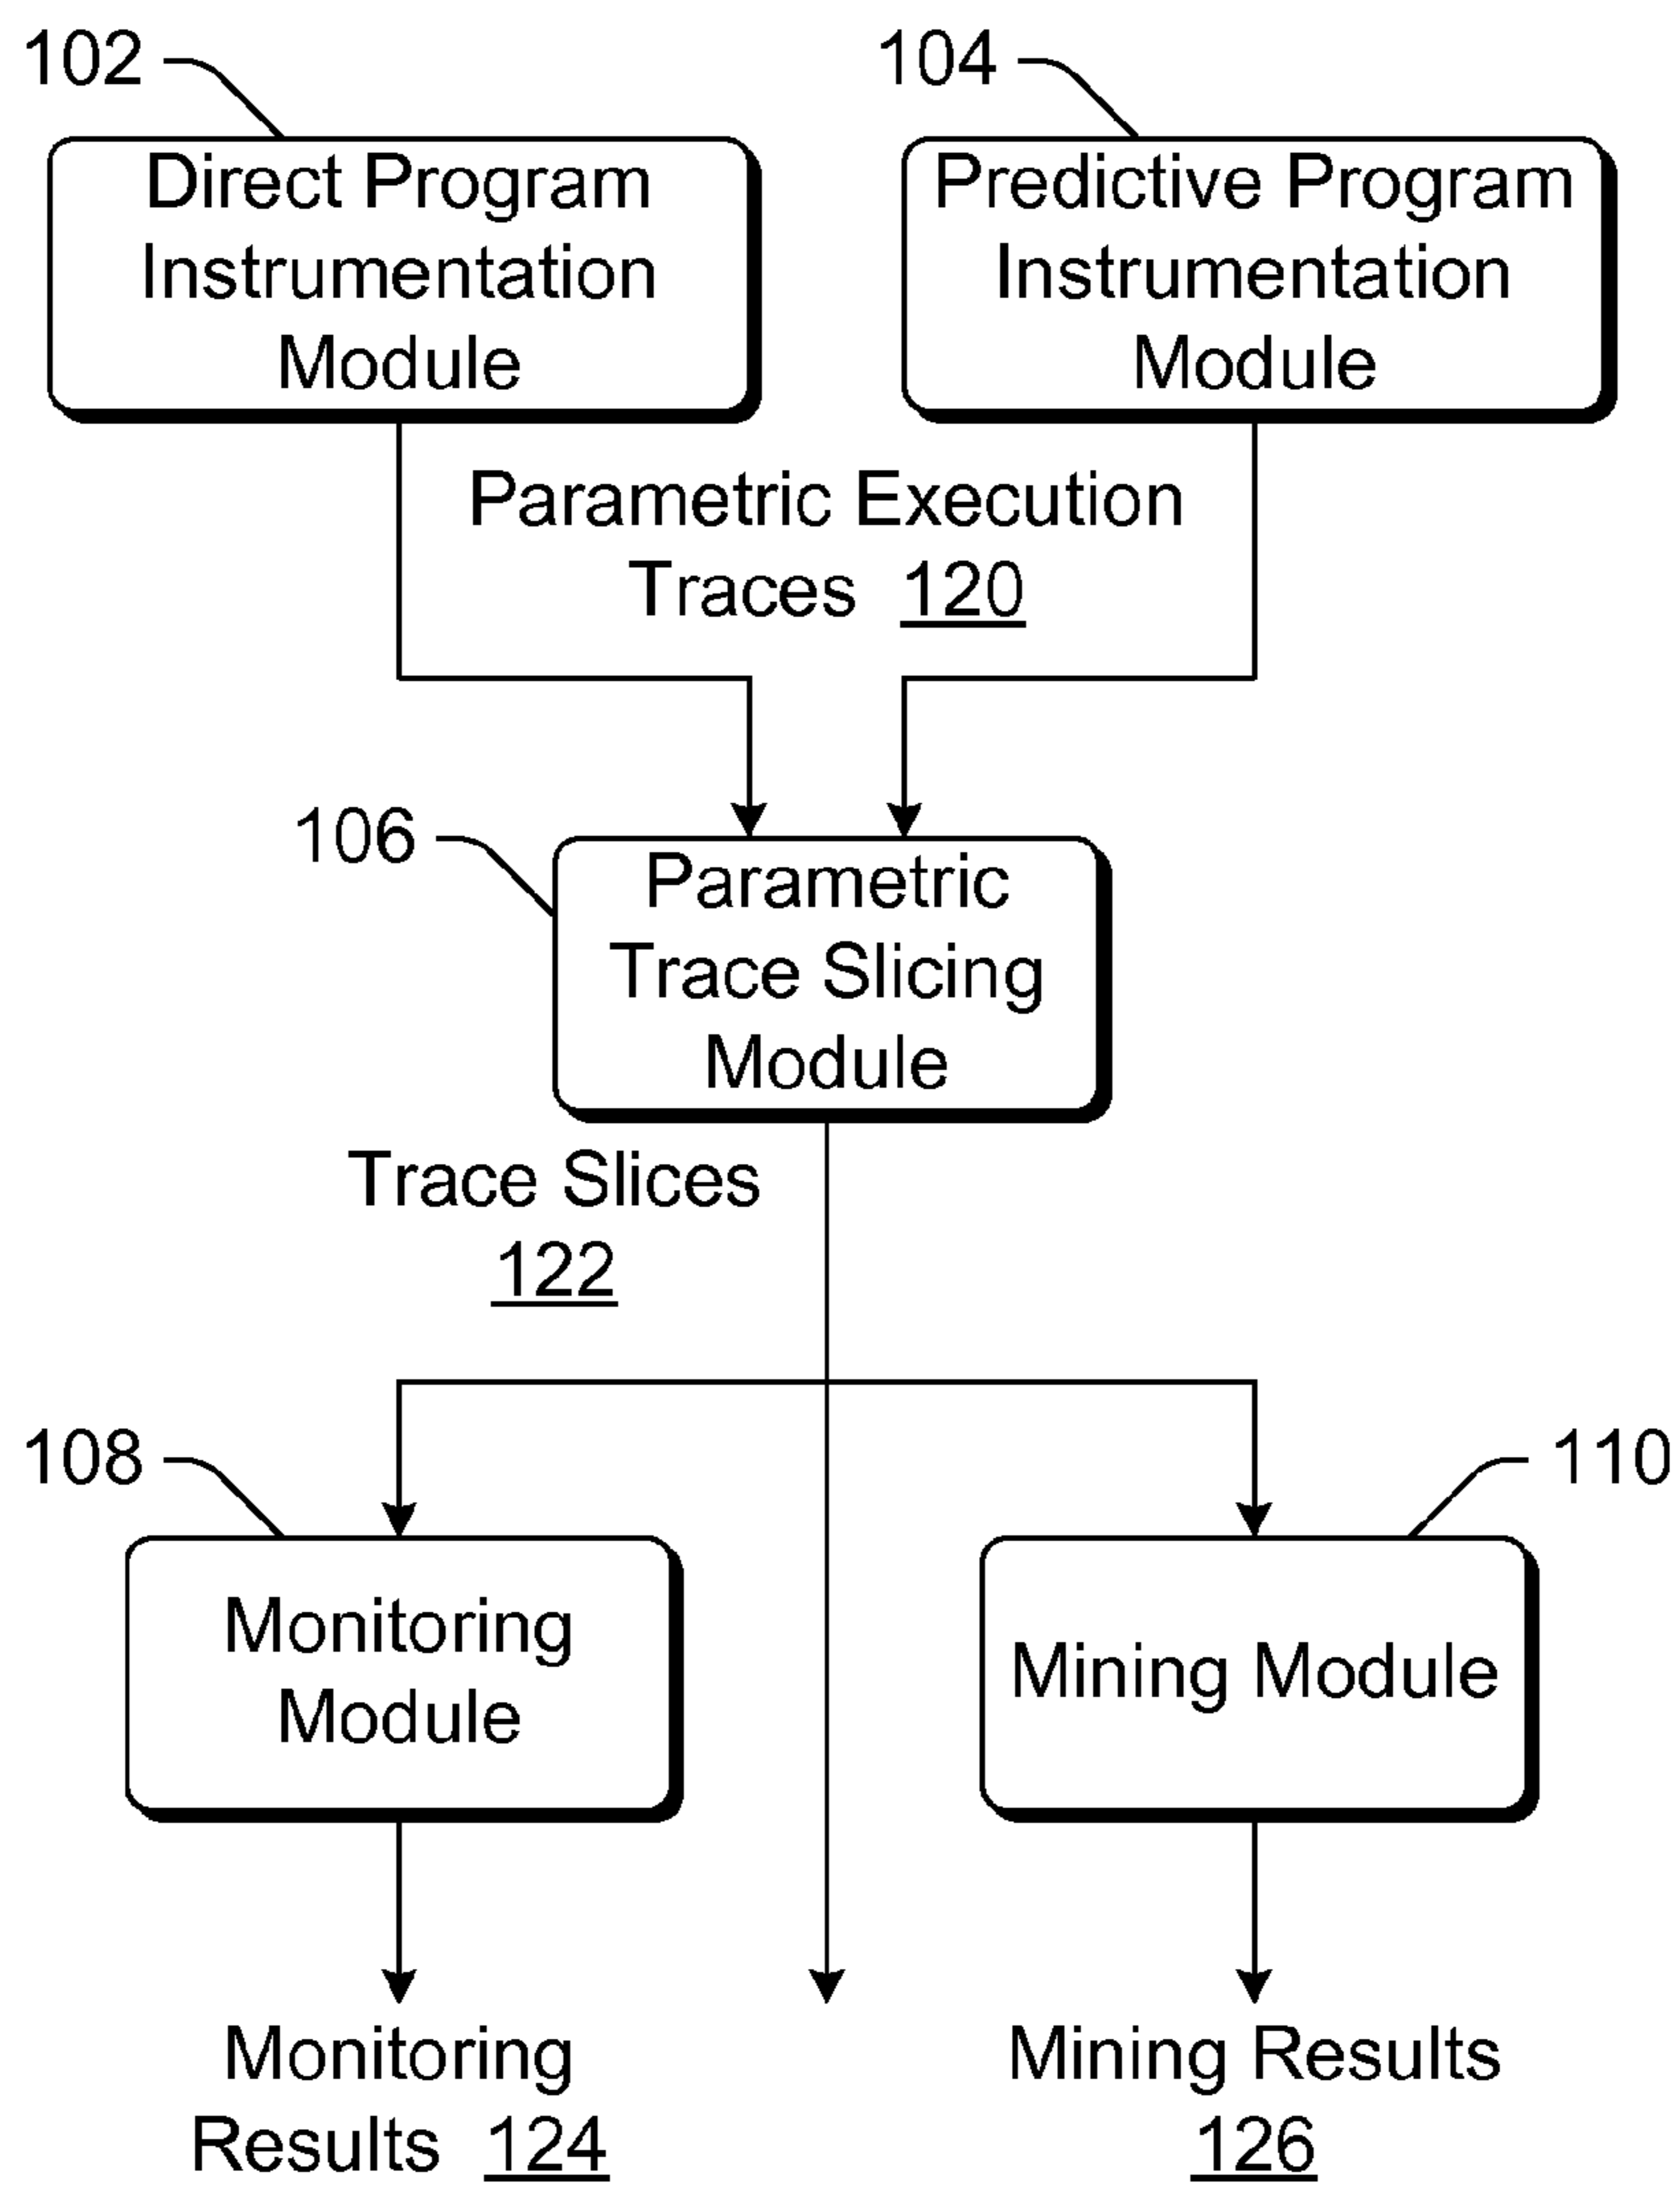 102
104
Direct Program
Instrumentation
Module
Predictive Program
Instrumentation
Module
Parametric Execution
Traces 120
106
Parametric
Trace Slicing
Module
Trace Slices
122
108
110
Monitoring
Module
Mining Module
Monitoring
Results 124
Mining Results
126